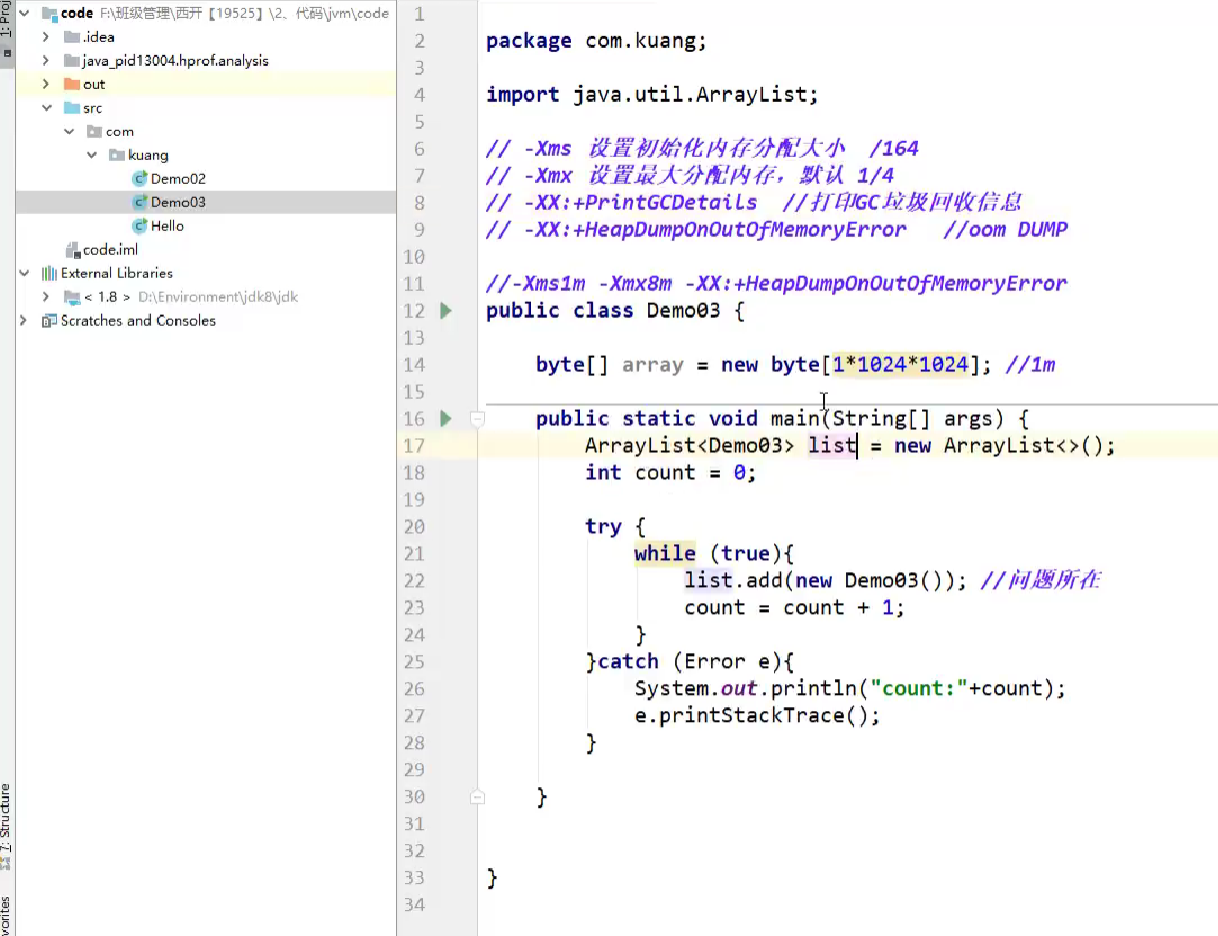 1: Proj
code F:\班级管理\西开【19525】\2、代码\jvm\code
.idea
java_pid13004.hprof.analysis
out
src
com
kuang
Demo02
Demo03
Hello
code.iml
External Libraries
< 1.8 > D:\Environment\jdk8\jdk
Scratches and Consoles
7: Structure
vorites
1
2 package com.kuang;
3
4 import java.util.ArrayList;
5
6 // -Xms 设置初始化内存分配大小 /164
7 // -Xmx 设置最大分配内存，默认 1/4
8 // -XX:+PrintGCDetails //打印GC垃圾回收信息
9 // -XX:+HeapDumpOnOutOfMemoryError //oom DUMP
10
11 //-Xms1m -Xmx8m -XX:+HeapDumpOnOutOfMemoryError
12 public class Demo03 {
13
14 byte[] array = new byte[1*1024*1024]; //1m
15
16 public static void main(String[] args) {
17 ArrayList<Demo03> list = new ArrayList<>();
18 int count = 0;
19
20 try {
21 while (true){
22 list.add(new Demo03()); //问题所在
23 count = count + 1;
24 }
25 }catch (Error e){
26 System.out.println("count:"+count);
27 e.printStackTrace();
28 }
29
30 }
31
32
33 }
34